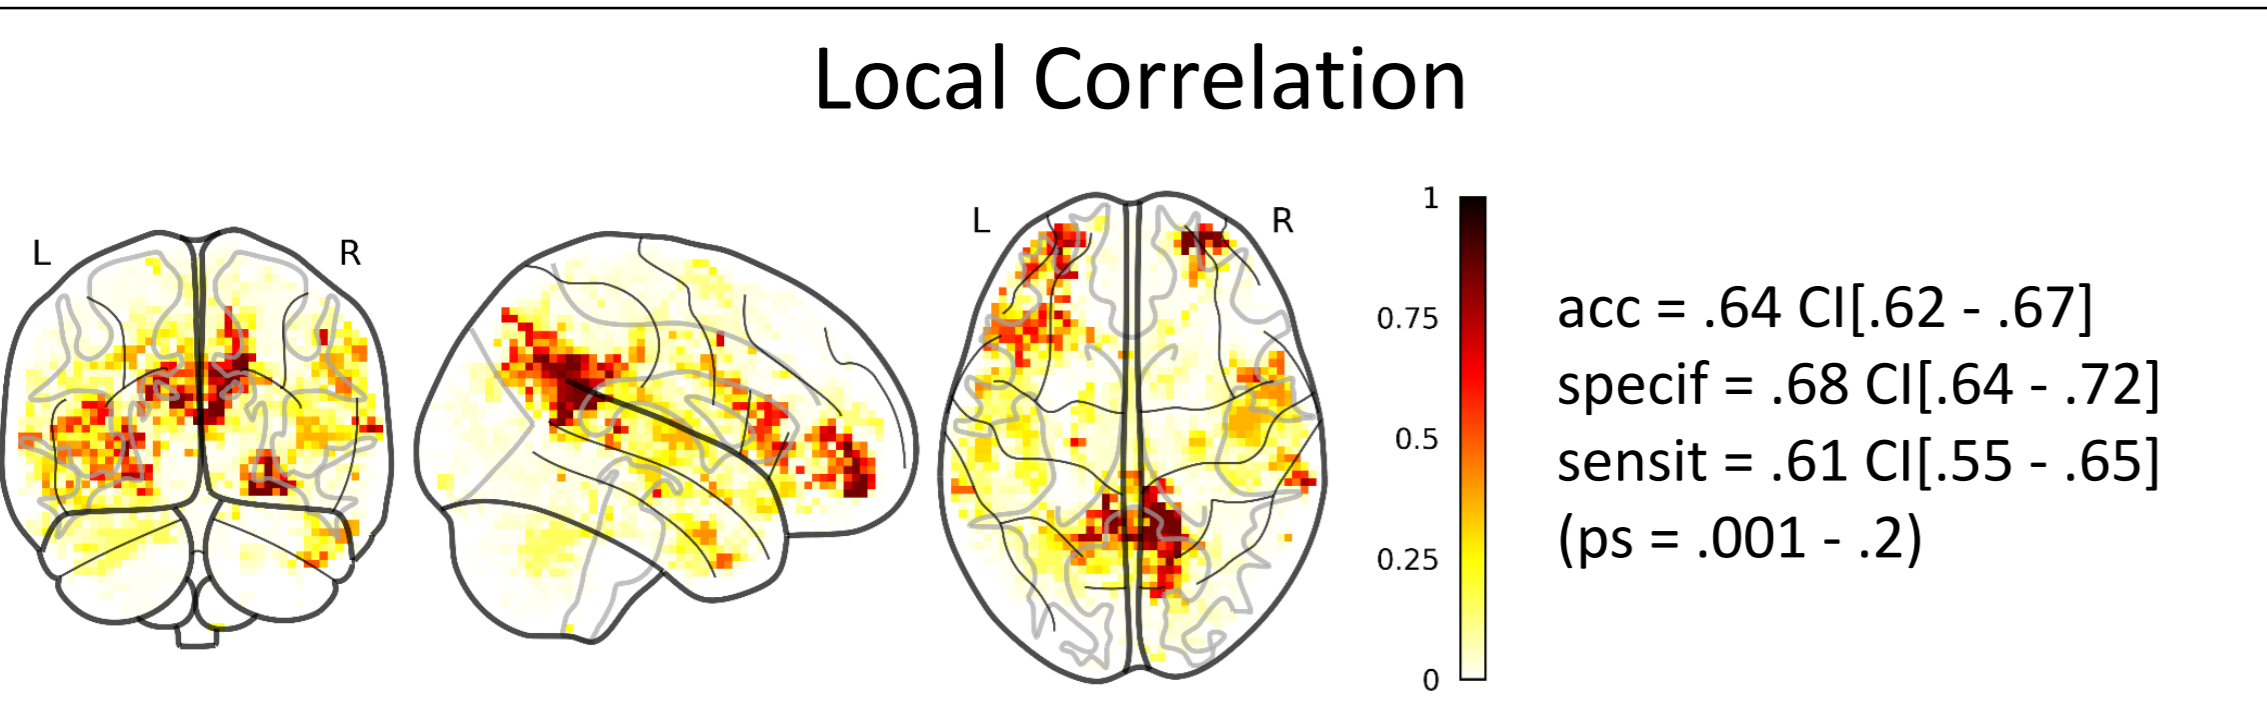 Local Correlation
L
R
L
R
1
0.75
0.5
0.25
0
acc = .64 CI[.62 - .67]
specif = .68 CI[.64 - .72]
sensit = .61 CI[.55 - .65]
(ps = .001 - .2)